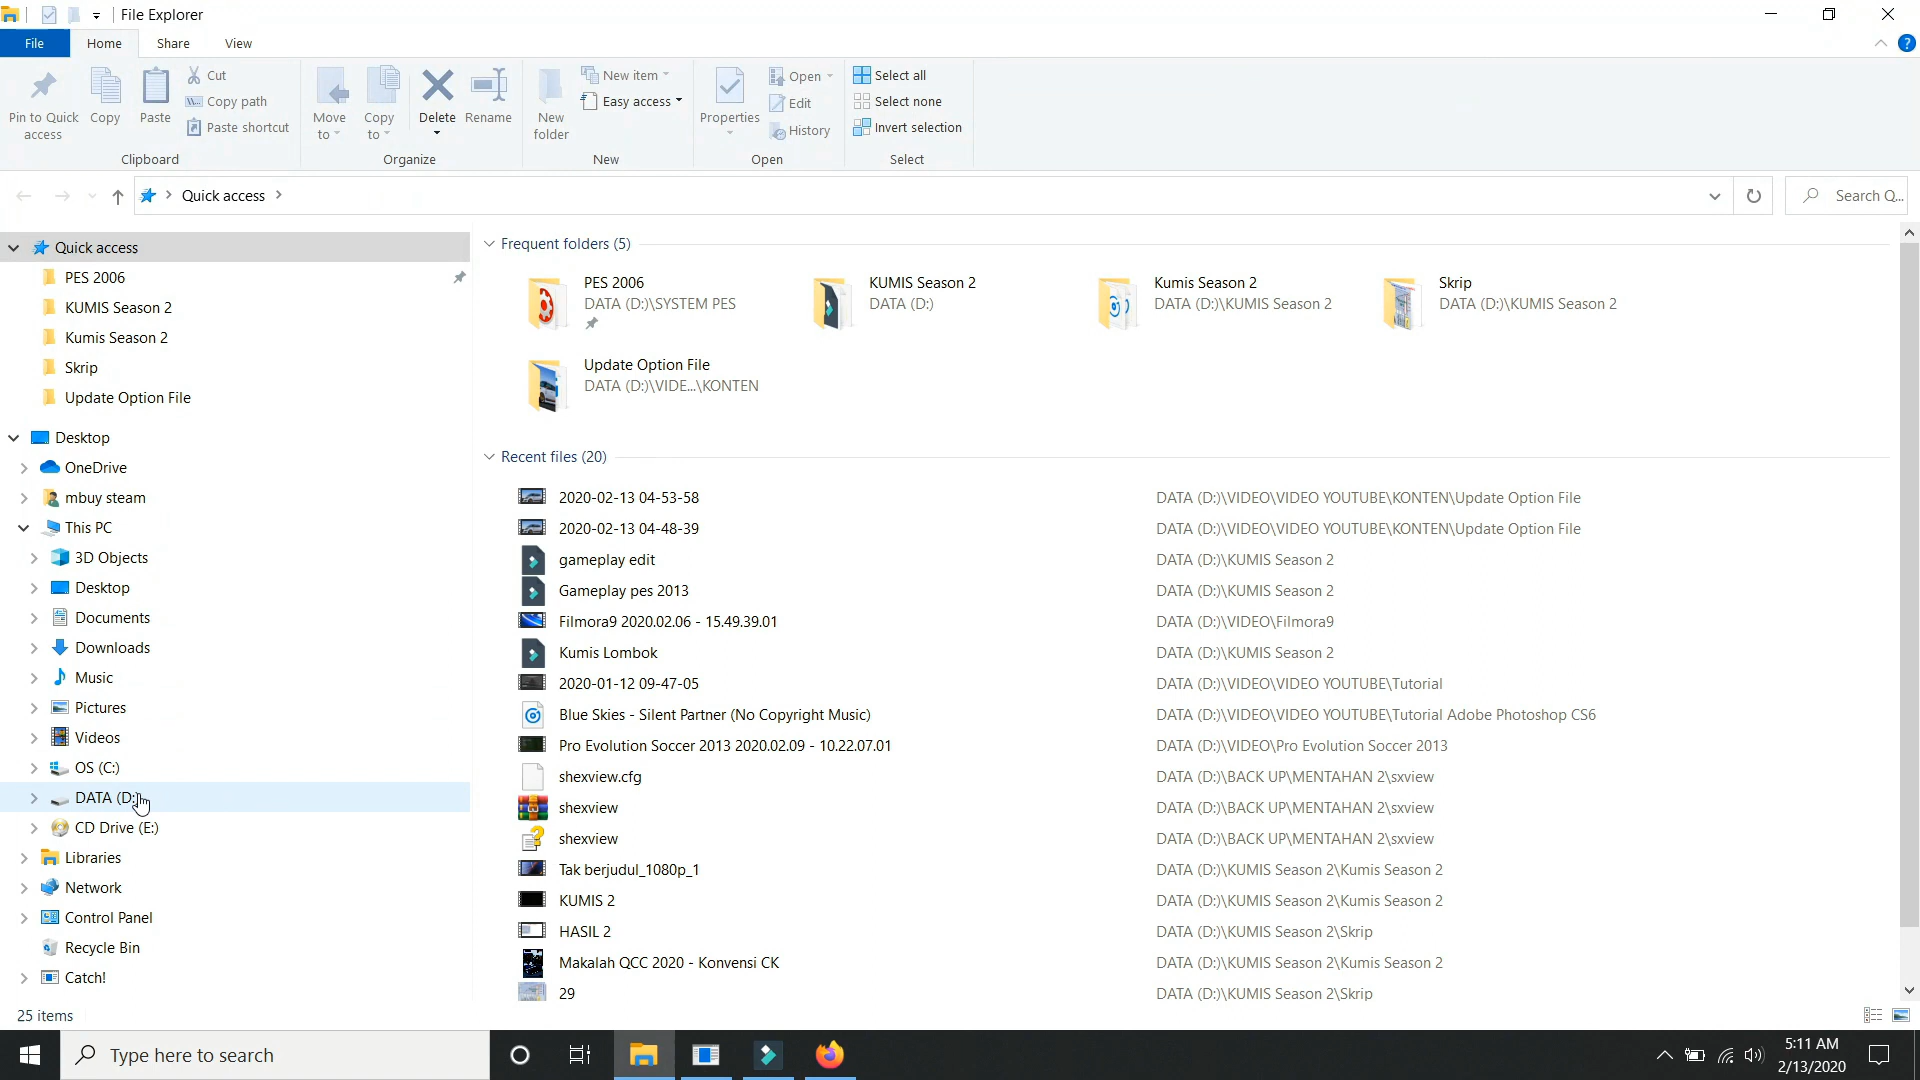 File Explorer
File Home Share View
Pin to Quick access
Copy
Paste
Cut
Copy path
Paste shortcut
Clipboard
Move to
Copy to
Delete
Rename
Organize
New folder
New item
Easy access
New
Properties
Open
Edit
History
Open
Select all
Select none
Invert selection
Select
Quick access
Search Q...
Quick access
PES 2006
KUMIS Season 2
Kumis Season 2
Skrip
Update Option File
Desktop
OneDrive
mbuy steam
This PC
3D Objects
Desktop
Documents
Downloads
Music
Pictures
Videos
OS (C:)
DATA (D:)
CD Drive (E:)
Libraries
Network
Control Panel
Recycle Bin
Catch!
Frequent folders (5)
PES 2006
DATA (D:)\SYSTEM PES
KUMIS Season 2
DATA (D:)
Kumis Season 2
DATA (D:)\KUMIS Season 2
Skrip
DATA (D:)\KUMIS Season 2
Update Option File
DATA (D:)\VIDE...\KONTEN
Recent files (20)
2020-02-13 04-53-58 DATA (D:)\VIDEO\VIDEO YOUTUBE\KONTEN\Update Option File
2020-02-13 04-48-39 DATA (D:)\VIDEO\VIDEO YOUTUBE\KONTEN\Update Option File
gameplay edit DATA (D:)\KUMIS Season 2
Gameplay pes 2013 DATA (D:)\KUMIS Season 2
Filmora9 2020.02.06 - 15.49.39.01 DATA (D:)\VIDEO\Filmora9
Kumis Lombok DATA (D:)\KUMIS Season 2
2020-01-12 09-47-05 DATA (D:)\VIDEO\VIDEO YOUTUBE\Tutorial
Blue Skies - Silent Partner (No Copyright Music) DATA (D:)\VIDEO\VIDEO YOUTUBE\Tutorial Adobe Photoshop CS6
Pro Evolution Soccer 2013 2020.02.09 - 10.22.07.01 DATA (D:)\VIDEO\Pro Evolution Soccer 2013
shexview.cfg DATA (D:)\BACK UP\MENTAHAN 2\sxview
shexview DATA (D:)\BACK UP\MENTAHAN 2\sxview
shexview DATA (D:)\BACK UP\MENTAHAN 2\sxview
Tak berjudul_1080p_1 DATA (D:)\KUMIS Season 2\Kumis Season 2
KUMIS 2 DATA (D:)\KUMIS Season 2\Kumis Season 2
HASIL 2 DATA (D:)\KUMIS Season 2\Skrip
Makalah QCC 2020 - Konvensi CK DATA (D:)\KUMIS Season 2\Kumis Season 2
29 DATA (D:)\KUMIS Season 2\Skrip
25 items
Type here to search
5:11 AM
2/13/2020